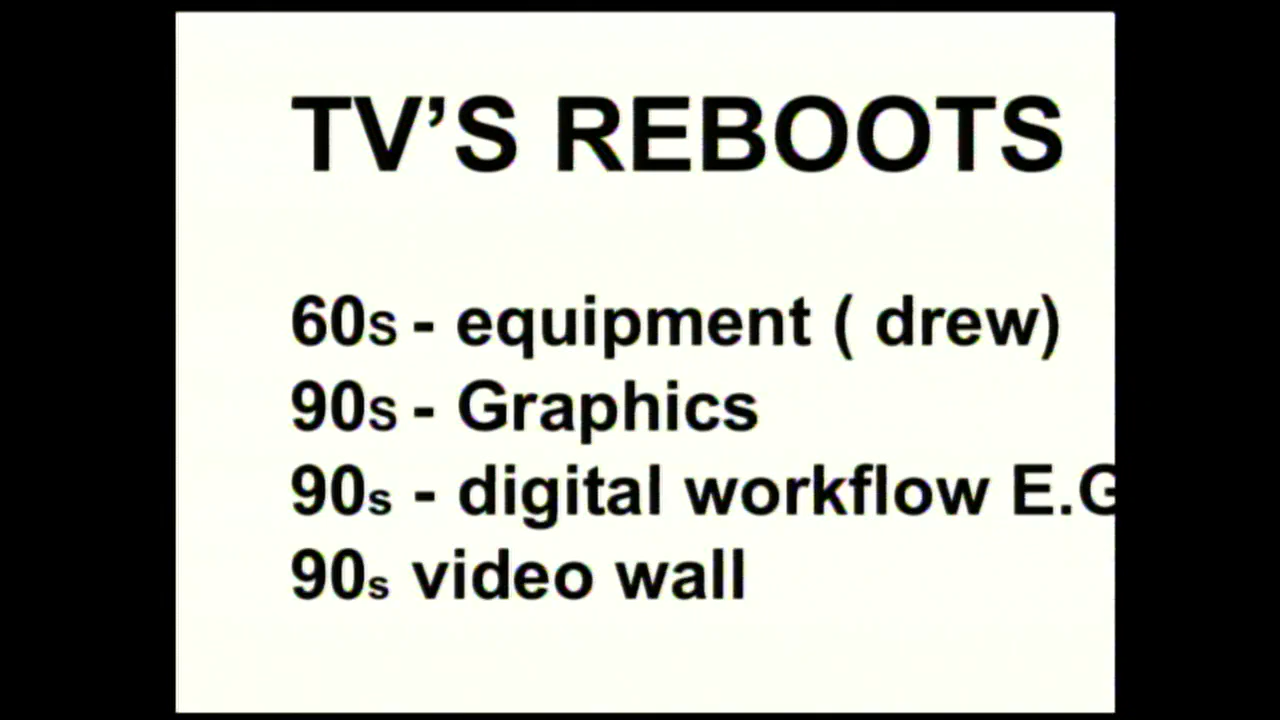 TV’S REBOOTS
60s - equipment ( drew)
90s - Graphics
90s - digital workflow E.G
90s video wall